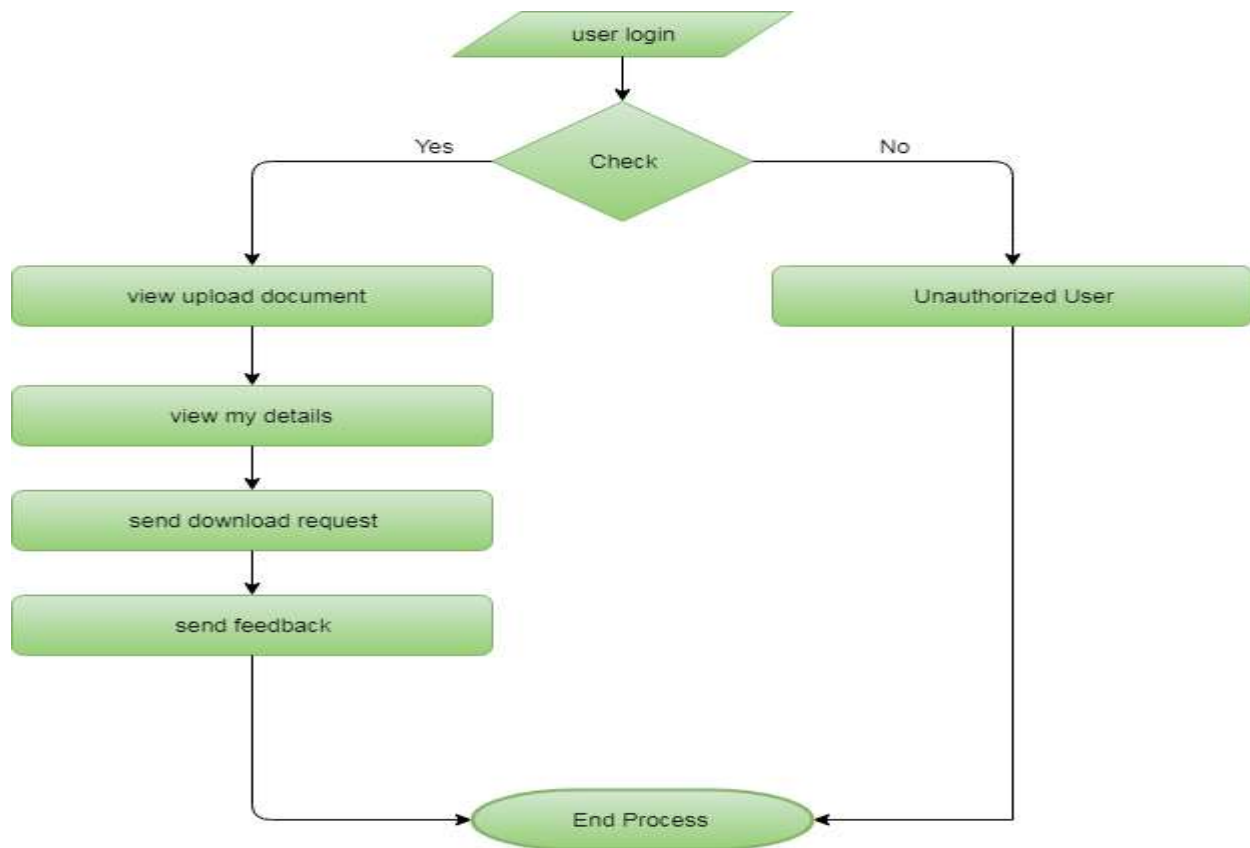 user login
Check
Yes
No
view upload document
Unauthorized User
view my details
send download request
send feedback
End Process